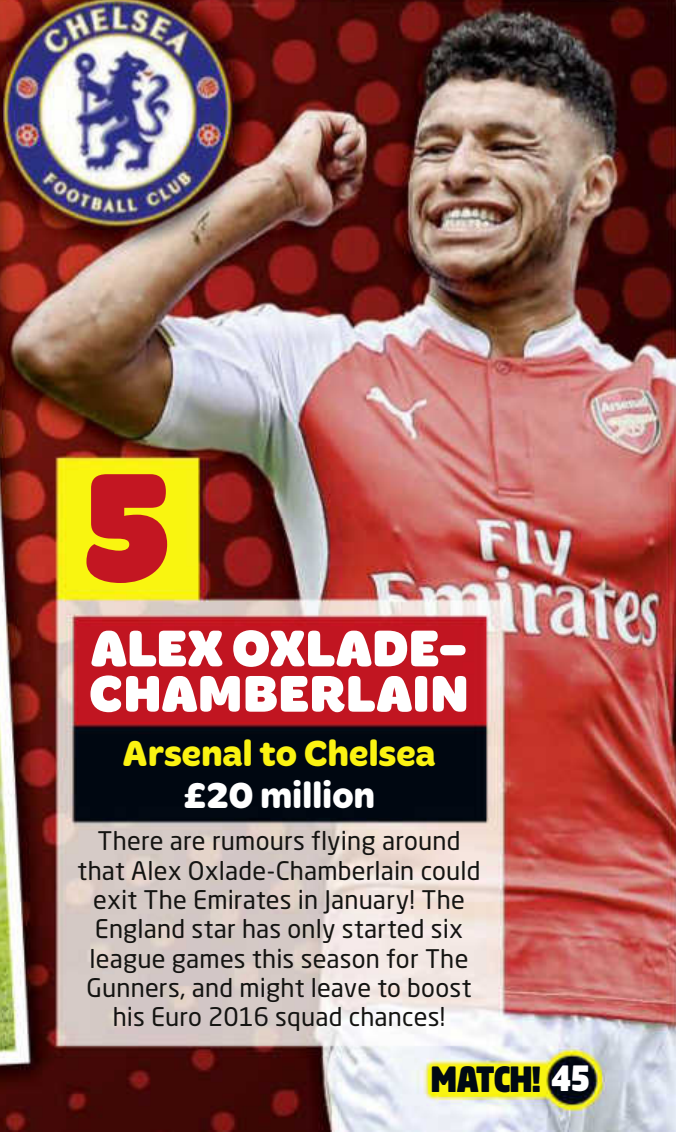 CHELSEA
FOOTBALL CLUB
Arsenal
Fly
Emirates
5
ALEX OXLADE-
CHAMBERLAIN
Arsenal to Chelsea
£20 million
There are rumours flying around
that Alex Oxlade-Chamberlain could
exit The Emirates in January! The
England star has only started six
league games this season for The
Gunners, and might leave to boost
his Euro 2016 squad chances!
MATCH! 45